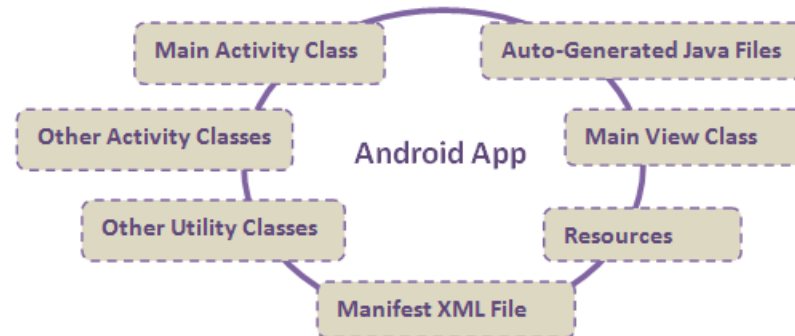 Main Activity Class
Auto-Generated Java Files
Other Activity Classes
Main View Class
Android App
Other Utility Classes
Resources
Manifest XML File